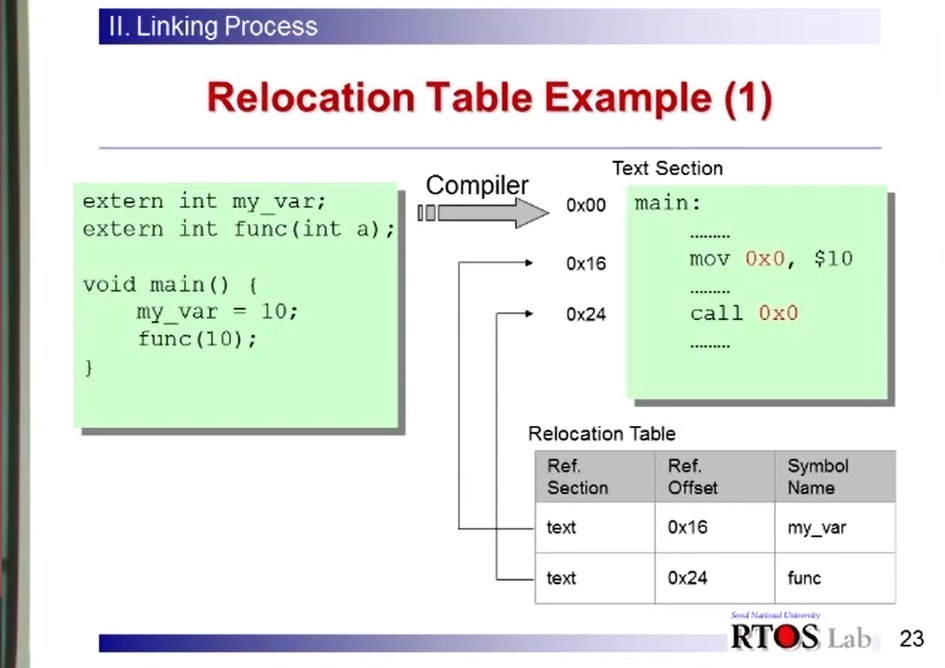 II. Linking Process
Relocation Table Example (1)
extern int my_var;
extern int func(int a);
void main() {
my_var = 10;
func(10);
}
Compiler
Text Section
0x00
main:
.........
0x16
mov 0x0, $10
.........
0x24
call 0x0
.........
Relocation Table
Ref. Section
Ref. Offset
Symbol Name
text
0x16
my_var
text
0x24
func
Seoul National University
RTOS Lab
23